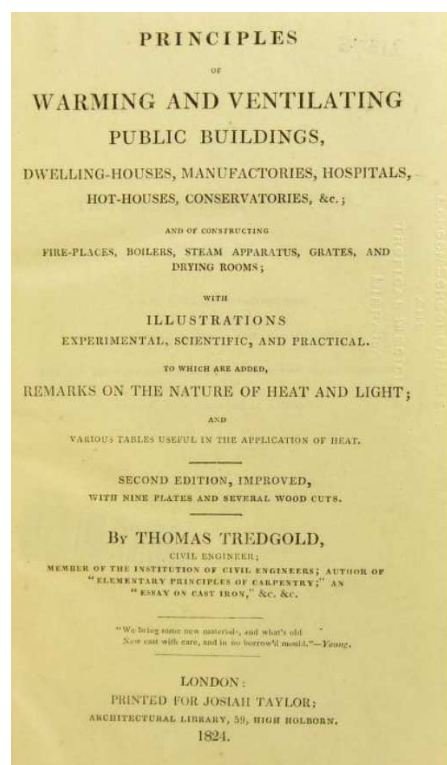 PRINCIPLES
OF
WARMING AND VENTILATING
PUBLIC BUILDINGS,
DWELLING-HOUSES, MANUFACTORIES, HOSPITALS,
HOT-HOUSES, CONSERVATORIES, &c.;
AND OF CONSTRUCTING
FIRE-PLACES, BOILERS, STEAM APPARATUS, GRATES, AND
DRYING ROOMS;
WITH
ILLUSTRATIONS
EXPERIMENTAL, SCIENTIFIC, AND PRACTICAL.
TO WHICH ARE ADDED,
REMARKS ON THE NATURE OF HEAT AND LIGHT;
AND
VARIOUS TABLES USEFUL IN THE APPLICATION OF HEAT.
SECOND EDITION, IMPROVED,
WITH NINE PLATES AND SEVERAL WOOD CUTS.
BY THOMAS TREDGOLD,
CIVIL ENGINEER;
MEMBER OF THE INSTITUTION OF CIVIL ENGINEERS; AUTHOR OF
"ELEMENTARY PRINCIPLES OF CARPENTRY;" AN
"ESSAY ON CAST IRON," &c. &c.
"We bring some new materials, and what's old
New cast with care, and in no borrow'd mould."—Young.
LONDON:
PRINTED FOR JOSIAH TAYLOR;
ARCHITECTURAL LIBRARY, 59, HIGH HOLBORN.
1824.